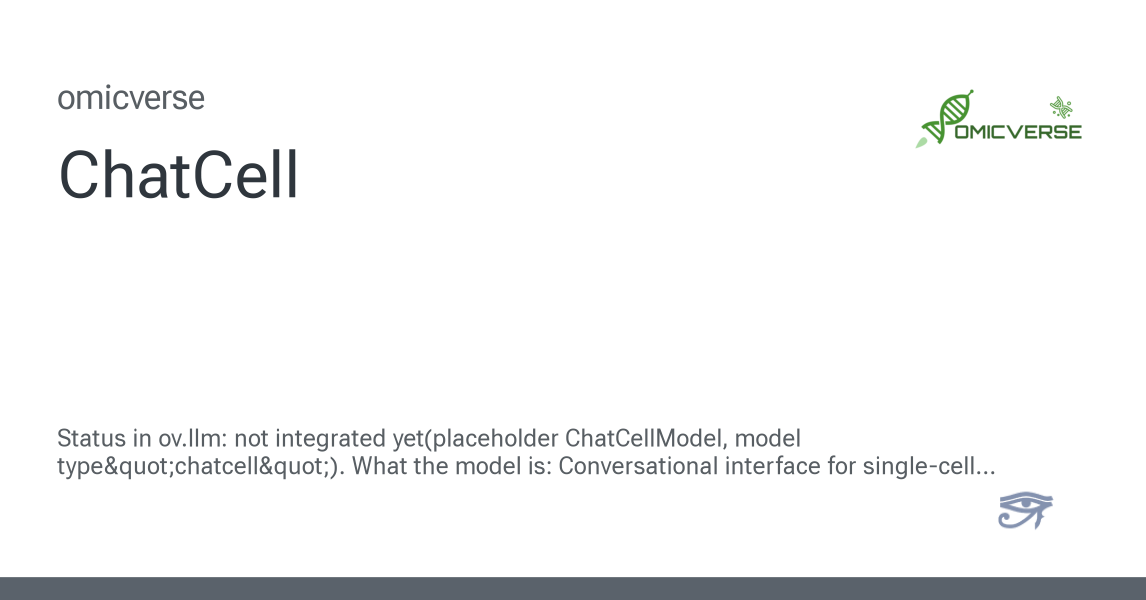 omicverse
OMICVERSE
ChatCell
Status in ov.llm: not integrated yet(placeholder ChatCellModel, model
type&quot;chatcell&quot;). What the model is: Conversational interface for single-cell...